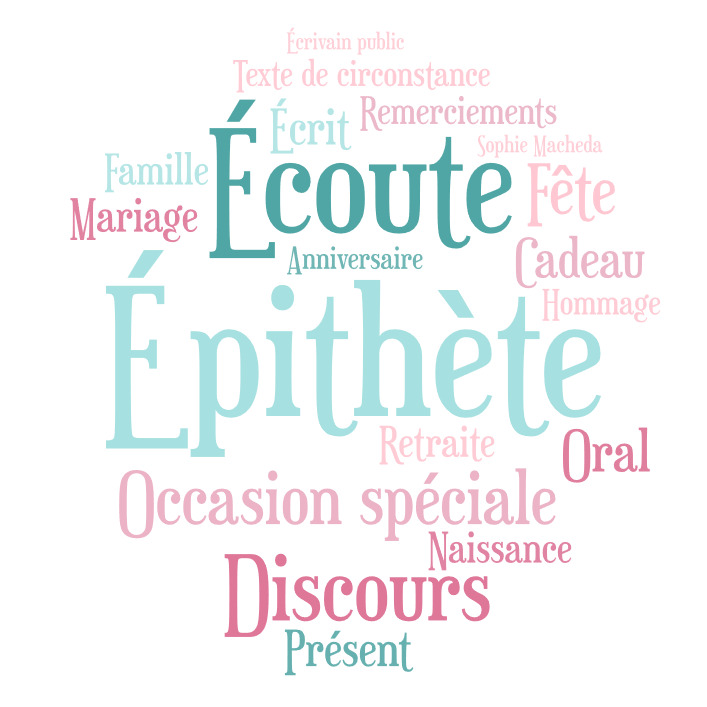 Écrivain public
Texte de circonstance
Remerciements
Écrit
Sophie Macheda
Famille
Écoute
Fête
Mariage
Anniversaire
Cadeau
Hommage
Épithète
Retraite
Oral
Occasion spéciale
Naissance
Discours
Présent